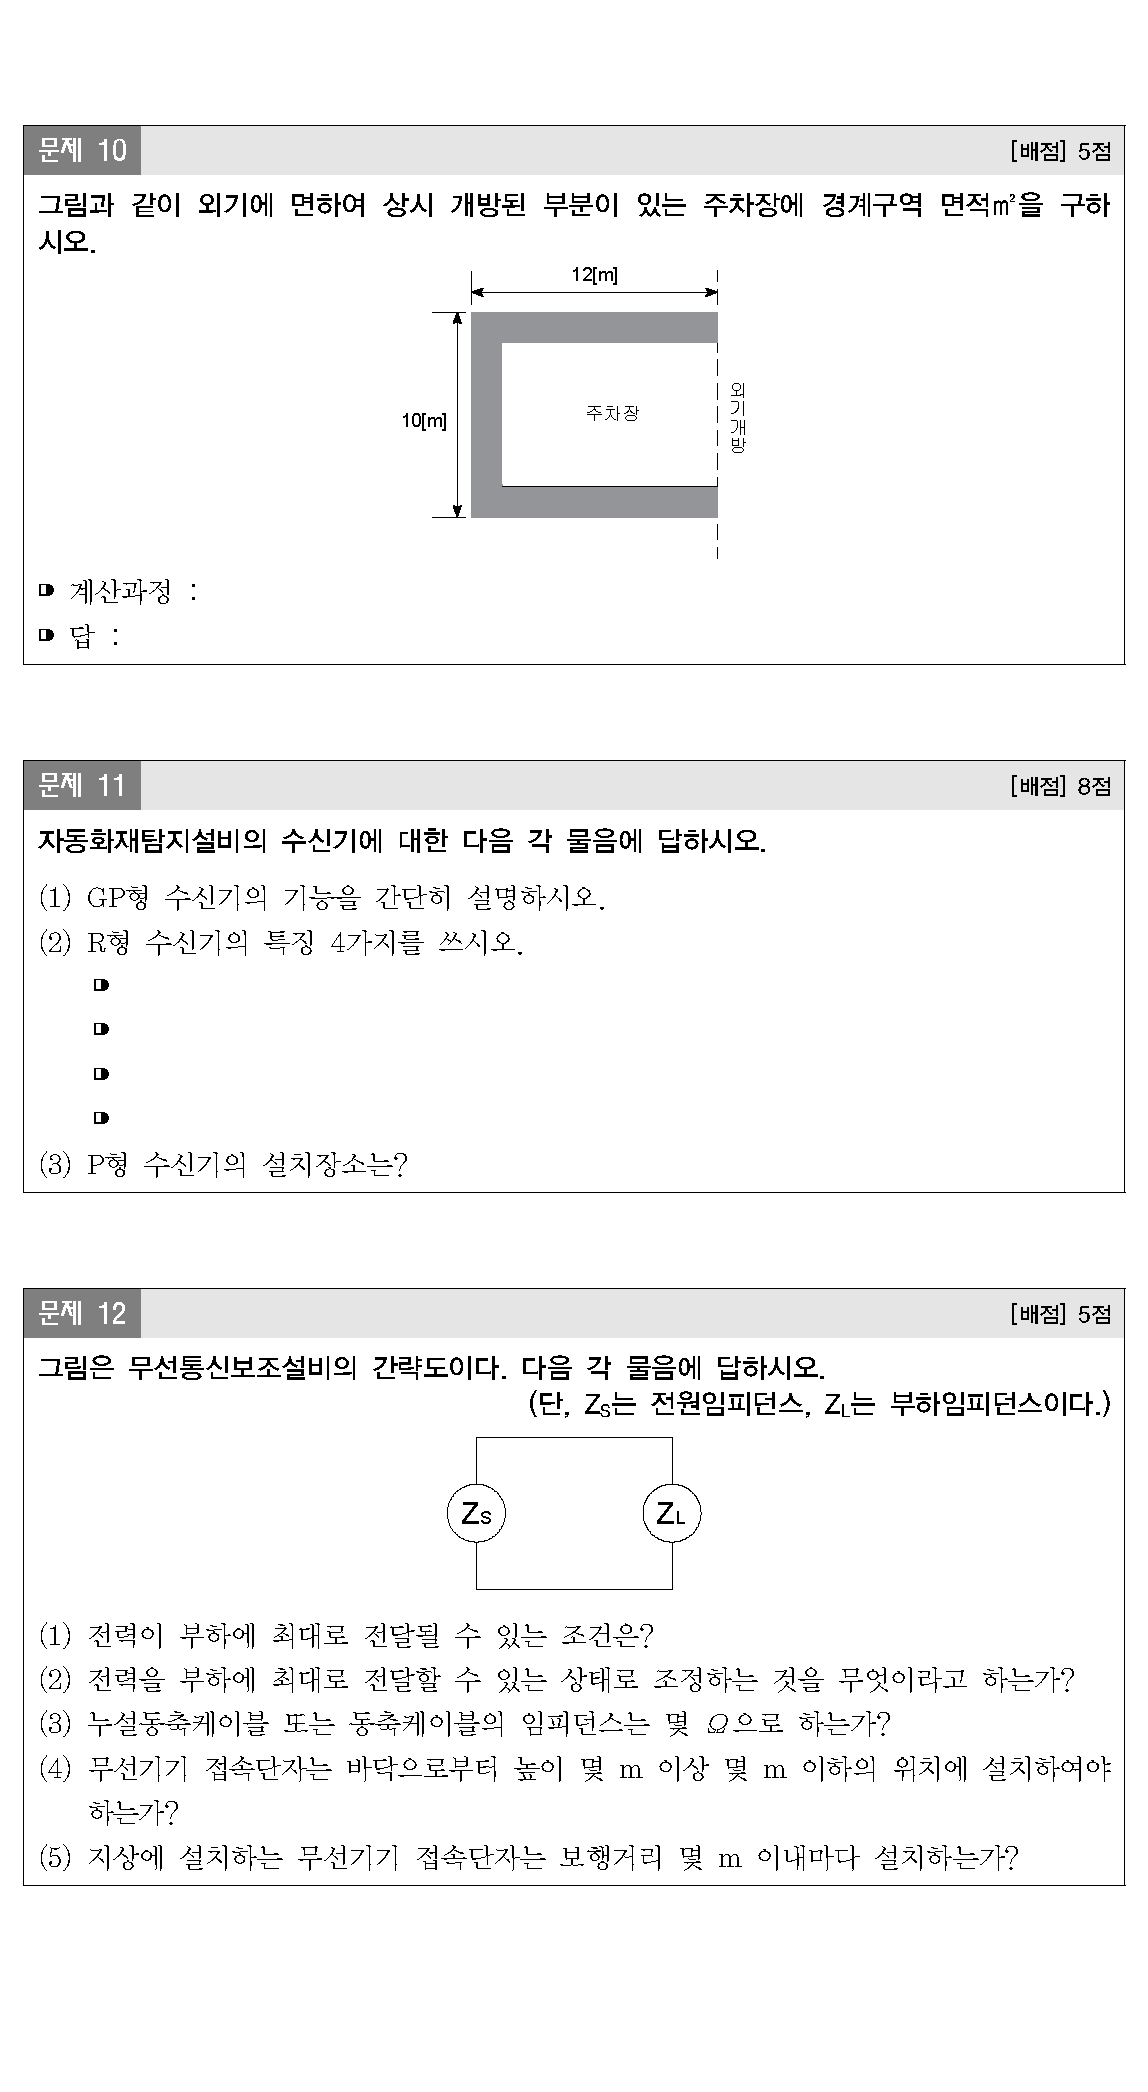 문제 10 [배점] 5점
그림과 같이 외기에 면하여 상시 개방된 부분이 있는 주차장에 경계구역 면적㎡을 구하
시오.
12[m]
10[m]
주차장
외기개방
계산과정 :
답 :
문제 11 [배점] 8점
자동화재탐지설비의 수신기에 대한 다음 각 물음에 답하시오.
(1) GP형 수신기의 기능을 간단히 설명하시오.
(2) R형 수신기의 특징 4가지를 쓰시오.
(3) P형 수신기의 설치장소는?
문제 12 [배점] 5점
그림은 무선통신보조설비의 간략도이다. 다음 각 물음에 답하시오.
(단, ZS는 전원임피던스, ZL는 부하임피던스이다.)
ZS ZL
(1) 전력이 부하에 최대로 전달될 수 있는 조건은?
(2) 전력을 부하에 최대로 전달할 수 있는 상태로 조정하는 것을 무엇이라고 하는가?
(3) 누설동축케이블 또는 동축케이블의 임피던스는 몇 Ω으로 하는가?
(4) 무선기기 접속단자는 바닥으로부터 높이 몇 m 이상 몇 m 이하의 위치에 설치하여야
하는가?
(5) 지상에 설치하는 무선기기 접속단자는 보행거리 몇 m 이내마다 설치하는가?